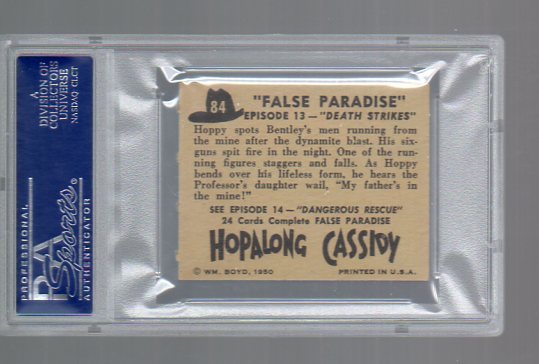 A
DIVISION OF
COLLECTORS
UNIVERSE
NASDAQ CLCT
PROFESSIONAL
PSA
Sports®
AUTHENTICATOR
84
"FALSE PARADISE"
EPISODE 13—"DEATH STRIKES"
Hoppy spots Bentley's men running from
the mine after the dynamite blast. His six-
guns spit fire in the night. One of the run-
ning figures staggers and falls. As Hoppy
bends over his lifeless form, he hears the
Professor's daughter wail, "My father's in
the mine!"
SEE EPISODE 14—"DANGEROUS RESCUE"
24 Cards Complete FALSE PARADISE
HOPALONG CASSIDY
© WM. BOYD, 1950
PRINTED IN U.S.A.